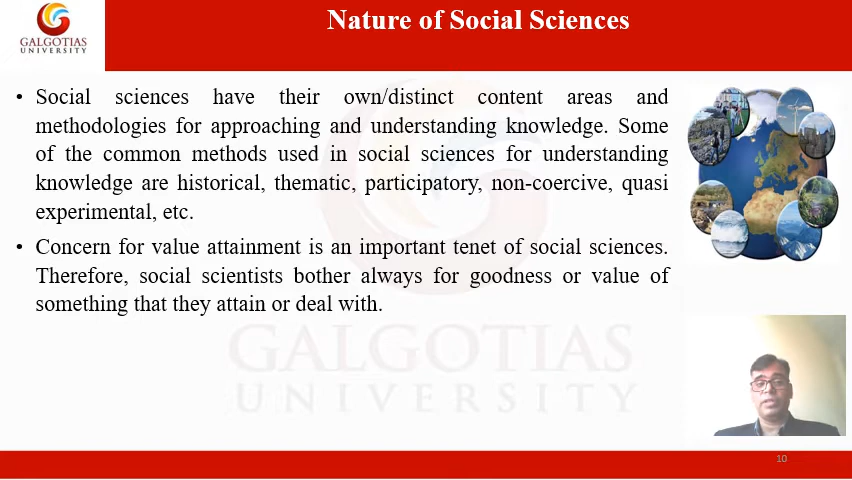 GALGOTIAS
UNIVERSITY
Nature of Social Sciences
• Social sciences have their own/distinct content areas and
methodologies for approaching and understanding knowledge. Some
of the common methods used in social sciences for understanding
knowledge are historical, thematic, participatory, non-coercive, quasi
experimental, etc.
• Concern for value attainment is an important tenet of social sciences.
Therefore, social scientists bother always for goodness or value of
something that they attain or deal with.
GALGOTIAS
UNIVERSITY
10